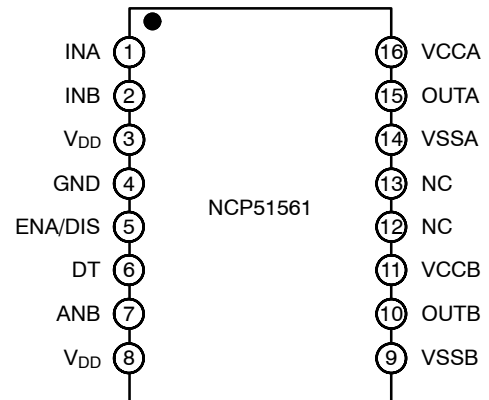 INA 1 16 VCCA
INB 2 15 OUTA
VDD 3 14 VSSA
GND 4 13 NC
NCP51561
ENA/DIS 5 12 NC
DT 6 11 VCCB
ANB 7 10 OUTB
VDD 8 9 VSSB